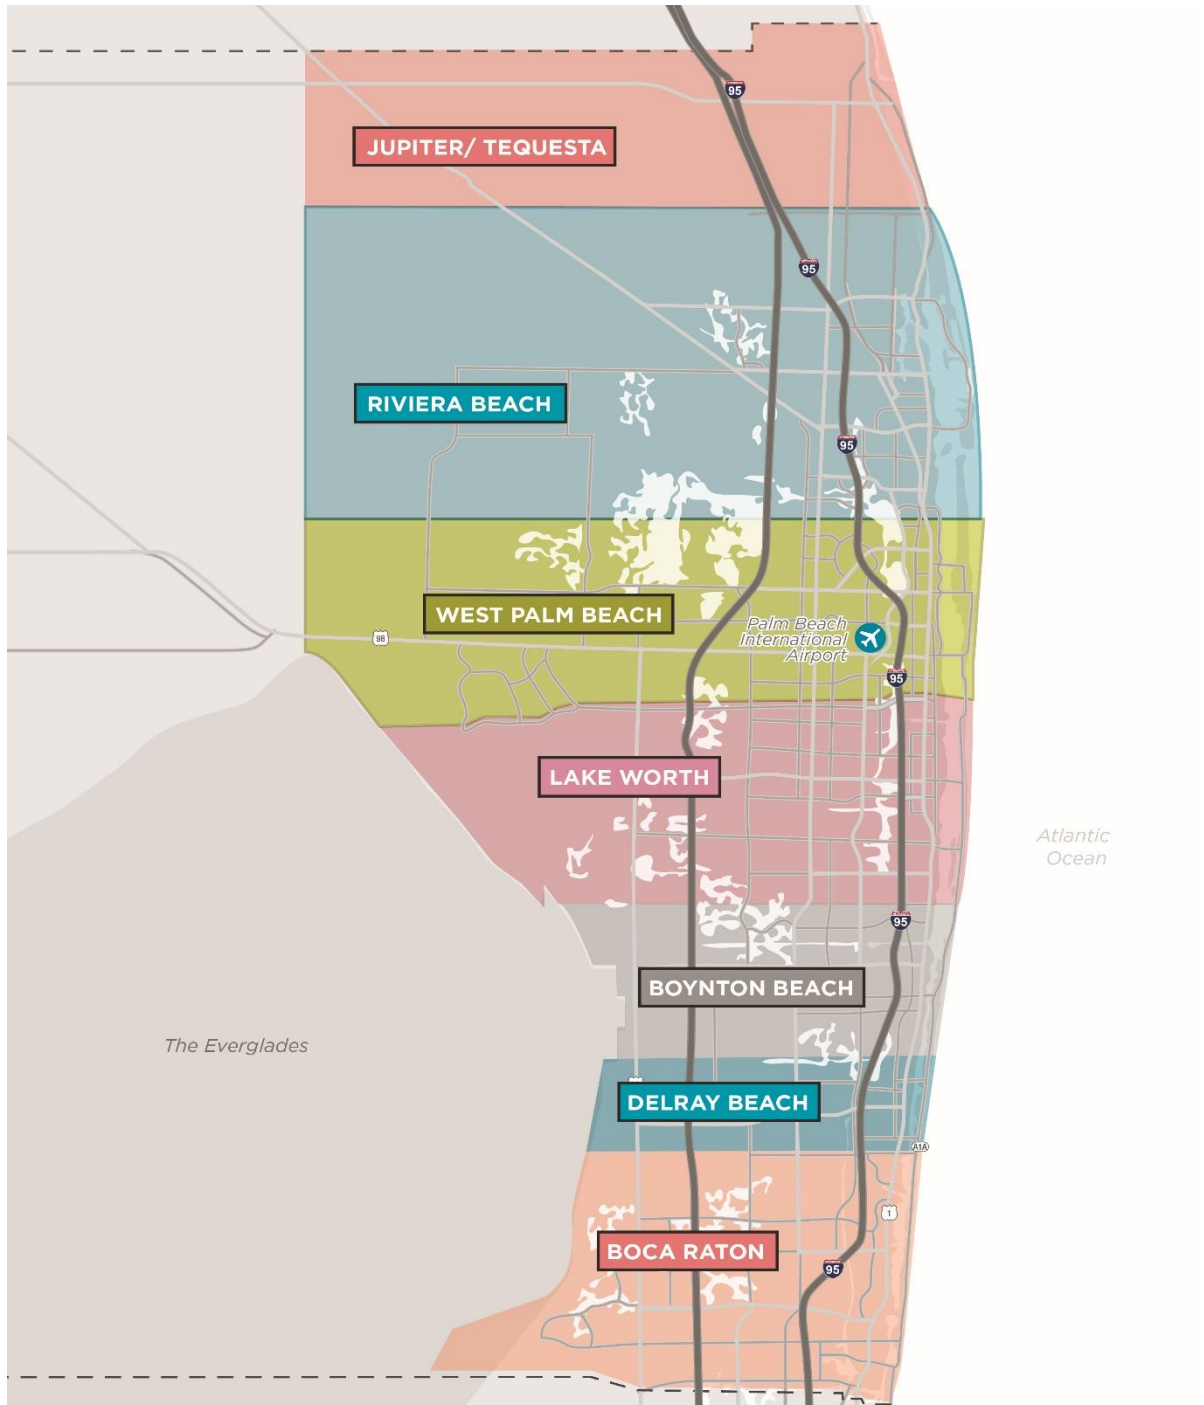 95
JUPITER/ TEQUESTA
95
RIVIERA BEACH
95
WEST PALM BEACH
Palm Beach
International
Airport
98
95
LAKE WORTH
Atlantic
Ocean
95
BOYNTON BEACH
The Everglades
DELRAY BEACH
A1A
1
BOCA RATON
95